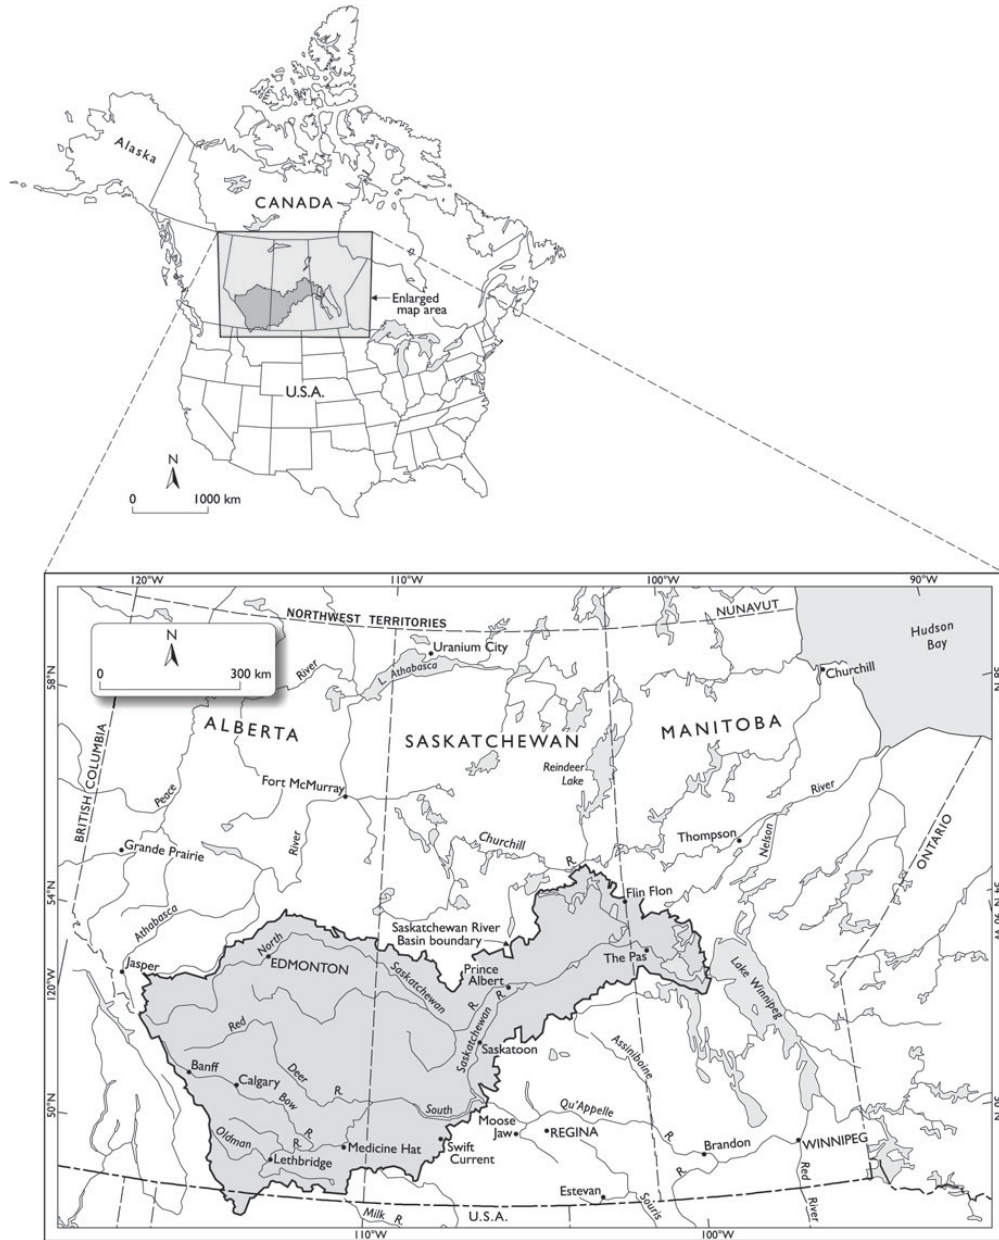 Alaska
CANADA
Enlarged
map area
U.S.A.
N
0 1000 km
120°W 110°W 100°W 90°W
NORTHWEST TERRITORIES
NUNAVUT
N
0 300 km
Hudson
Bay
Uranium City
L. Athabasca
River
Churchill
58°N
58°N
ALBERTA
SASKATCHEWAN
MANITOBA
BRITISH COLUMBIA
Reindeer
Lake
Peace
Fort McMurray
River
River
Churchill
R.
Thompson
Nelson
ONTARIO
Grande Prairie
54°N
Flin Flon
Athabasca
Saskatchewan River
Basin boundary
North
The Pas
Jasper
EDMONTON
Saskatchewan
R.
Prince
Albert
R.
Lake Winnipeg
120°W
Saskatchewan
Red
Saskatoon
Deer
R.
Assiniboine
Banff
Calgary
Bow
R.
South
Qu'Appelle
50°N
50°N
Moose
Jaw
REGINA
R.
Oldman
R.
Medicine Hat
Swift
Current
Brandon
WINNIPEG
Lethbridge
R.
Red
River
Estevan
Souris
Milk R.
U.S.A.
110°W 100°W